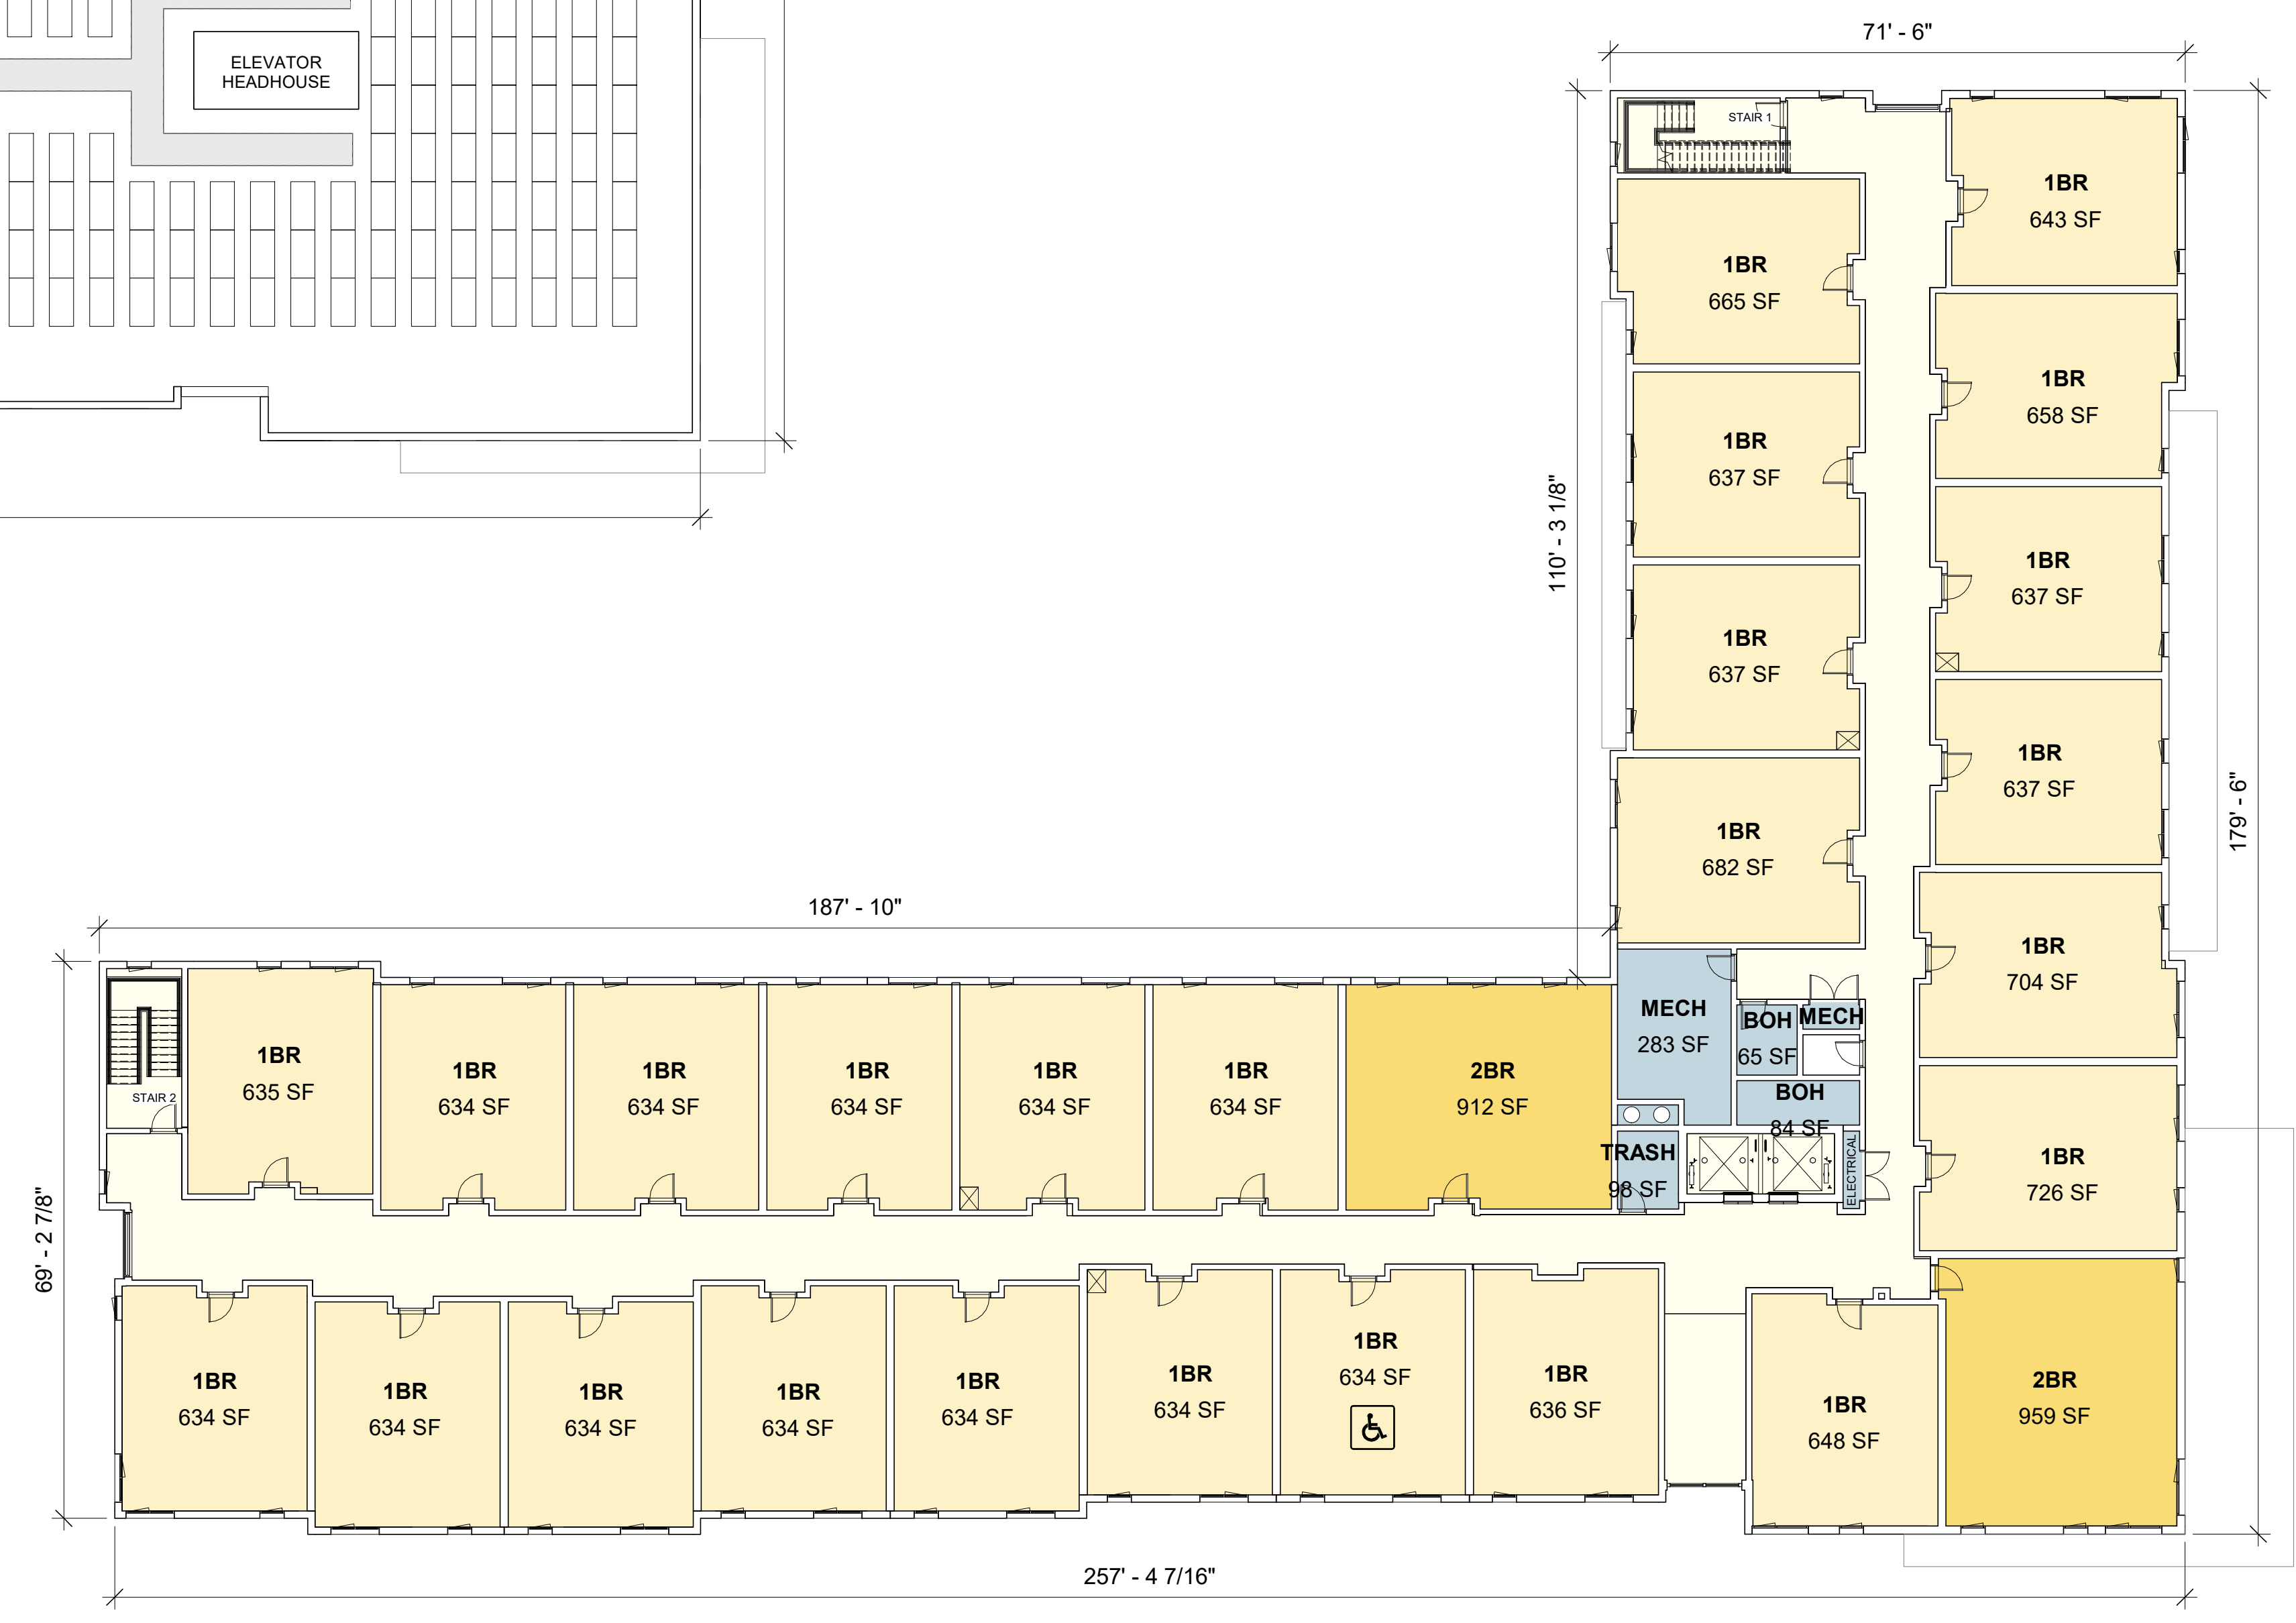 71' - 6"
ELEVATOR
HEADHOUSE
STAIR 1
1BR
643 SF
1BR
665 SF
1BR
658 SF
1BR
637 SF
110' - 3 1/8"
1BR
637 SF
1BR
637 SF
1BR
637 SF
179' - 6"
1BR
682 SF
187' - 10"
1BR
704 SF
MECH
283 SF
BOH
65 SF
MECH
1BR
635 SF
1BR
634 SF
1BR
634 SF
1BR
634 SF
1BR
634 SF
1BR
634 SF
2BR
912 SF
STAIR 2
BOH
84 SF
TRASH
98 SF
ELECTRICAL
1BR
726 SF
69' - 2 7/8"
1BR
634 SF
1BR
634 SF
1BR
634 SF
1BR
634 SF
1BR
634 SF
1BR
634 SF
1BR
634 SF
1BR
636 SF
1BR
648 SF
2BR
959 SF
257' - 4 7/16"